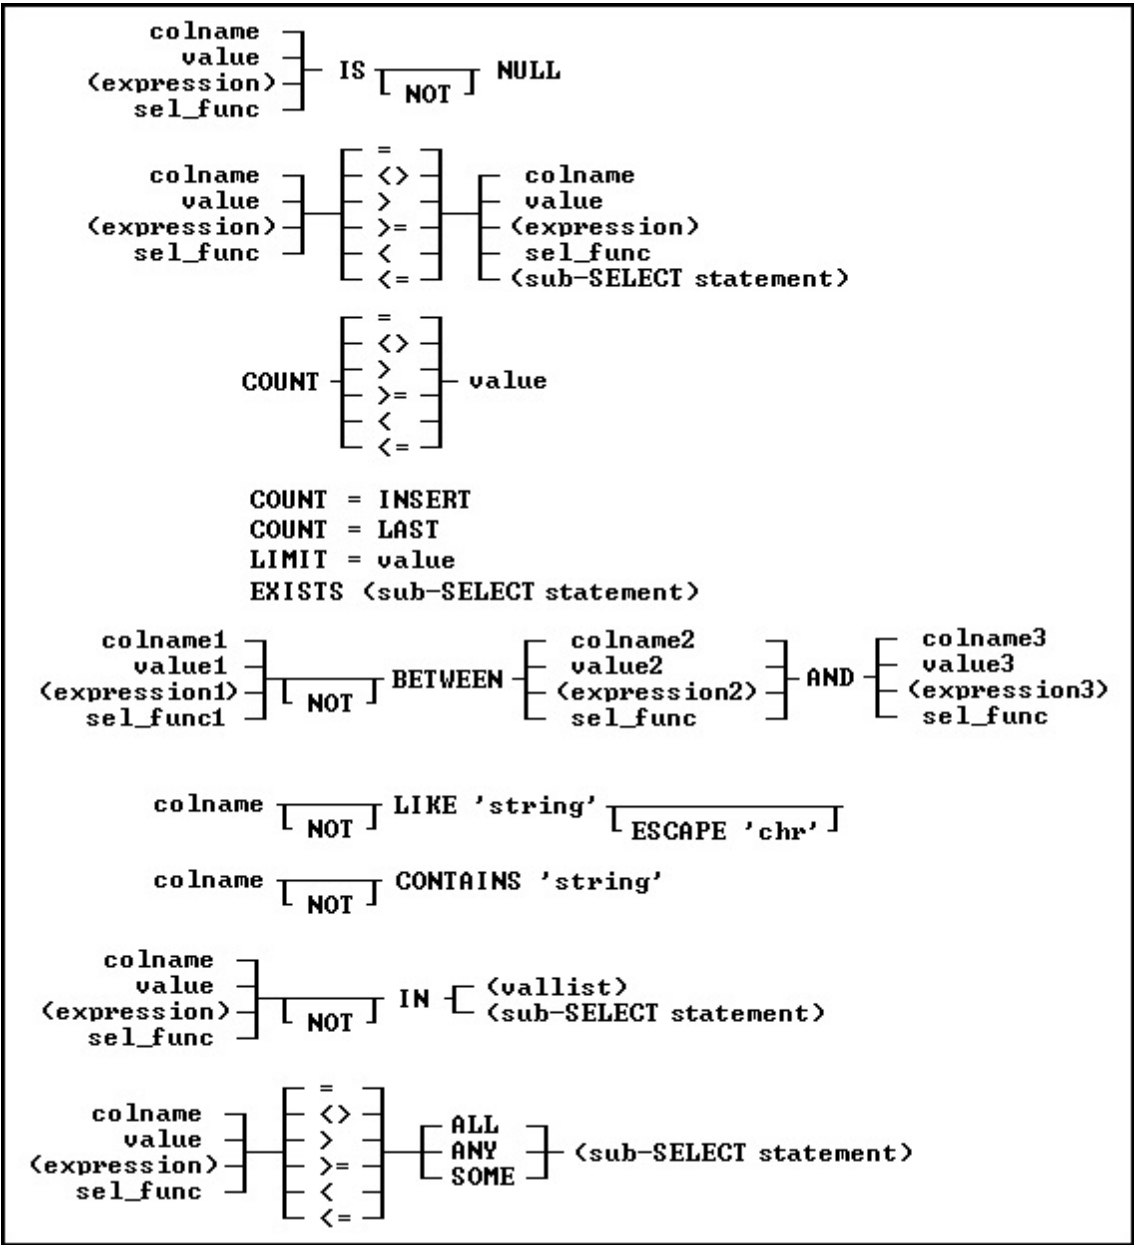 colname
value
(expression)
sel_func
IS
NOT
NULL
colname
value
(expression)
sel_func
=
<>
>
>=
<
<=
colname
value
(expression)
sel_func
(sub-SELECT statement)
COUNT
=
<>
>
>=
<
<=
value
COUNT = INSERT
COUNT = LAST
LIMIT = value
EXISTS (sub-SELECT statement)
colname1
value1
(expression1)
sel_func1
NOT
BETWEEN
colname2
value2
(expression2)
sel_func
AND
colname3
value3
(expression3)
sel_func
colname
NOT
LIKE 'string'
ESCAPE 'chr'
colname
NOT
CONTAINS 'string'
colname
value
(expression)
sel_func
NOT
IN
(vallist)
(sub-SELECT statement)
colname
value
(expression)
sel_func
=
<>
>
>=
<
<=
ALL
ANY
SOME
(sub-SELECT statement)